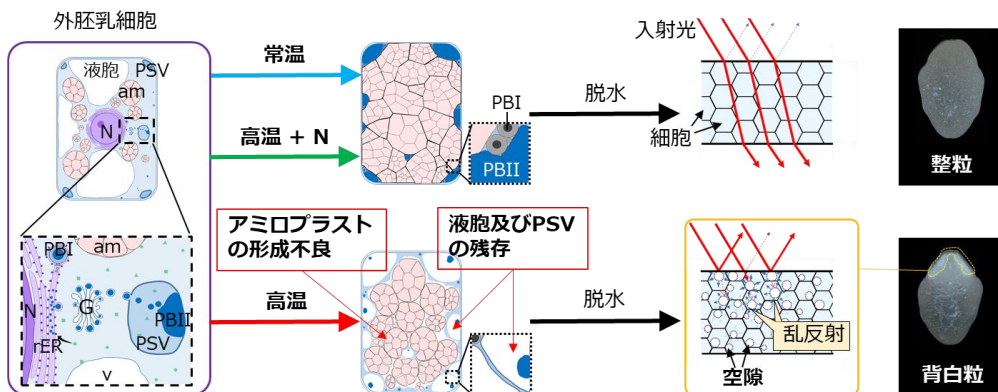 外胚乳細胞
液胞
PSV
am
N
常温
高温 + N
PBI
PBII
脱水
入射光
細胞
整粒
アミロプラスト
の形成不良
液胞及びPSV
の残存
PBI
am
N
G
rER
PBII
PSV
v
高温
脱水
乱反射
空隙
背白粒